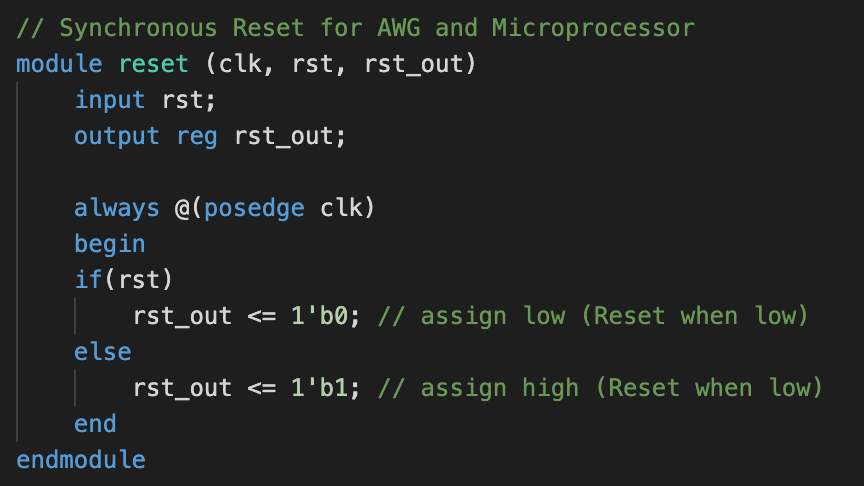 // Synchronous Reset for AWG and Microprocessor
module reset (clk, rst, rst_out)
    input rst;
    output reg rst_out;

    always @(posedge clk)
    begin
    if(rst)
        rst_out <= 1'b0; // assign low (Reset when low)
    else
        rst_out <= 1'b1; // assign high (Reset when low)
    end
endmodule